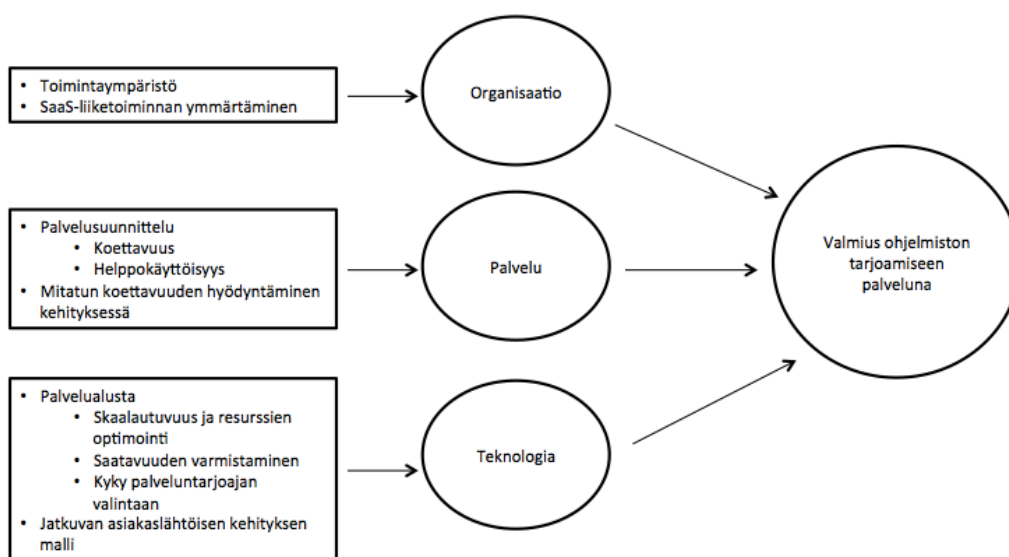 • Toimintaympäristö
• SaaS-liiketoiminnan ymmärtäminen
Organisaatio
• Palvelusuunnittelu
• Koettavuus
• Helppokäyttöisyys
• Mitatun koettavuuden hyödyntäminen
kehityksessä
Palvelu
Valmius ohjelmiston
tarjoamiseen
palveluna
• Palvelualusta
• Skaalautuvuus ja resurssien
optimointi
• Saatavuuden varmistaminen
• Kyky palveluntarjoajan
valintaan
• Jatkuvan asiakaslähtöisen kehityksen
malli
Teknologia